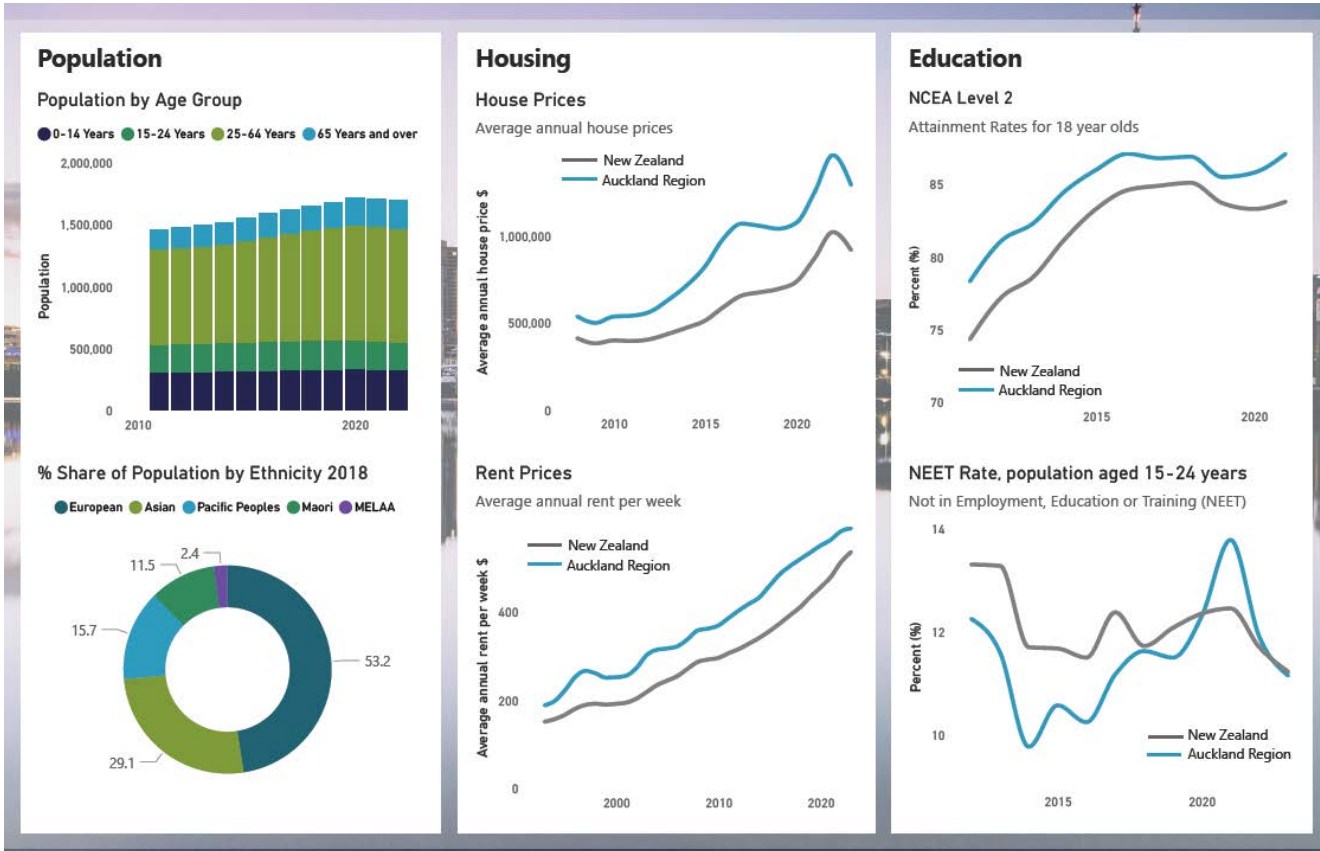 Population
Population by Age Group
0-14 Years 15-24 Years 25-64 Years 65 Years and over
2,000,000
1,500,000
1,000,000
500,000
0
Population
2010 2020
% Share of Population by Ethnicity 2018
European Asian Pacific Peoples Maori MELAA
2.4
11.5
15.7
53.2
29.1
Housing
House Prices
Average annual house prices
New Zealand
Auckland Region
Average annual house price $
1,000,000
500,000
0
2010 2015 2020
Rent Prices
Average annual rent per week
New Zealand
Auckland Region
Average annual rent per week $
400
200
0
2000 2010 2020
Education
NCEA Level 2
Attainment Rates for 18 year olds
85
80
75
70
Percent (%)
New Zealand
Auckland Region
2015 2020
NEET Rate, population aged 15-24 years
Not in Employment, Education or Training (NEET)
14
12
10
Percent (%)
New Zealand
Auckland Region
2015 2020